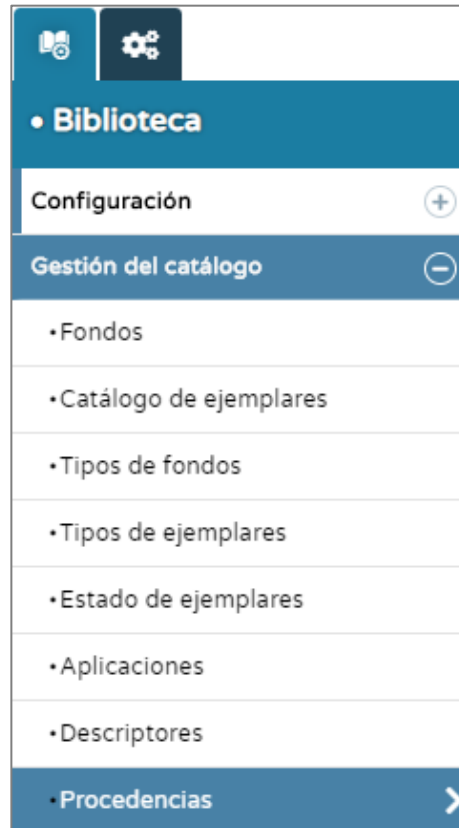 • Biblioteca
Configuración
Gestión del catálogo
•Fondos
•Catálogo de ejemplares
•Tipos de fondos
•Tipos de ejemplares
•Estado de ejemplares
•Aplicaciones
•Descriptores
•Procedencias